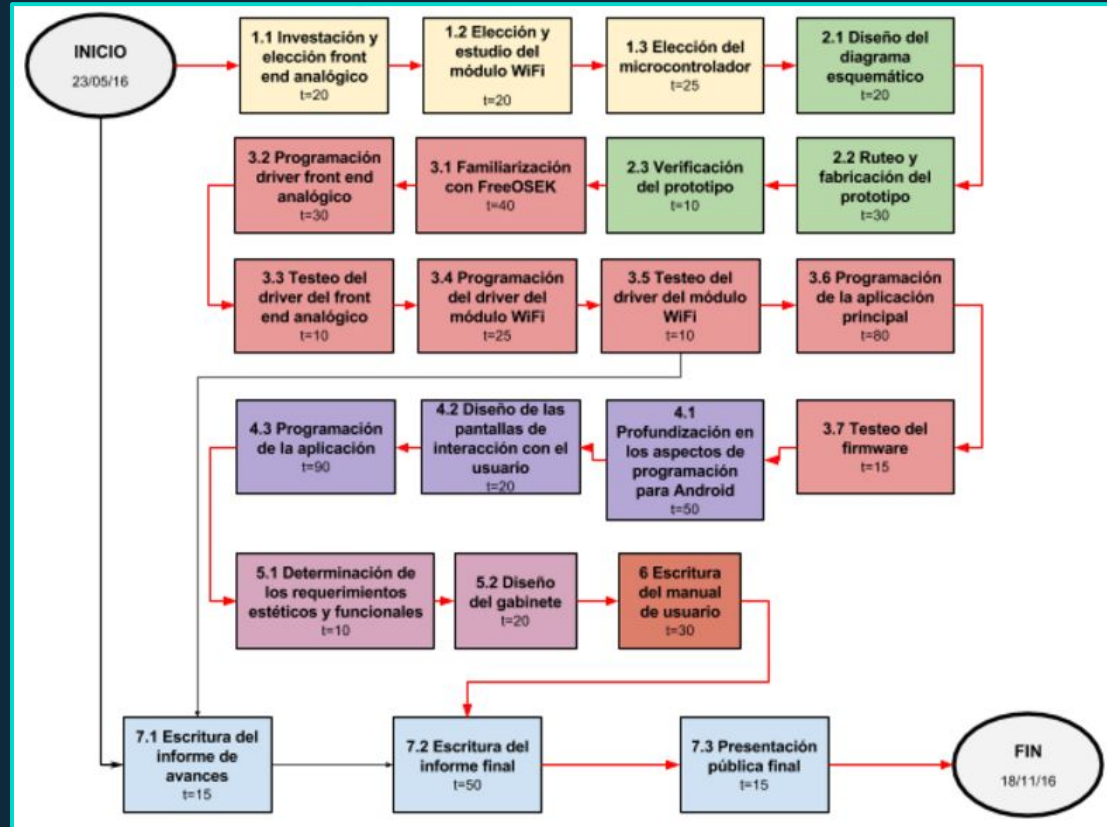 INICIO
23/05/16
1.1 Investación y
elección front
end analógico
t=20
1.2 Elección y
estudio del
módulo WiFi
t=20
1.3 Elección del
microcontrolador
t=25
2.1 Diseño del
diagrama
esquemático
t=20
3.2 Programación
driver front end
analógico
t=30
3.1 Familiarización
con FreeOSEK
t=40
2.3 Verificación
del prototipo
t=10
2.2 Ruteo y
fabricación del
prototipo
t=30
3.3 Testeo del
driver del front
end analógico
t=10
3.4 Programación
del driver del
módulo WiFi
t=25
3.5 Testeo del
driver del módulo
WiFi
t=10
3.6 Programación
de la aplicación
principal
t=80
4.3 Programación
de la aplicación
t=90
4.2 Diseño de las
pantallas de
interacción con el
usuario
t=20
4.1
Profundización en
los aspectos de
programación
para Android
t=50
3.7 Testeo del
firmware
t=15
5.1 Determinación de
los requerimientos
estéticos y funcionales
t=10
5.2 Diseño
del gabinete
t=20
6 Escritura
del manual
de usuario
t=30
7.1 Escritura del
informe de
avances
t=15
7.2 Escritura del
informe final
t=50
7.3 Presentación
pública final
t=15
FIN
18/11/16